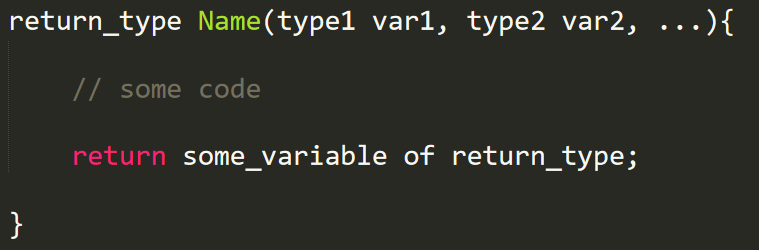 return_type Name(type1 var1, type2 var2, ...){
// some code
return some_variable of return_type;
}